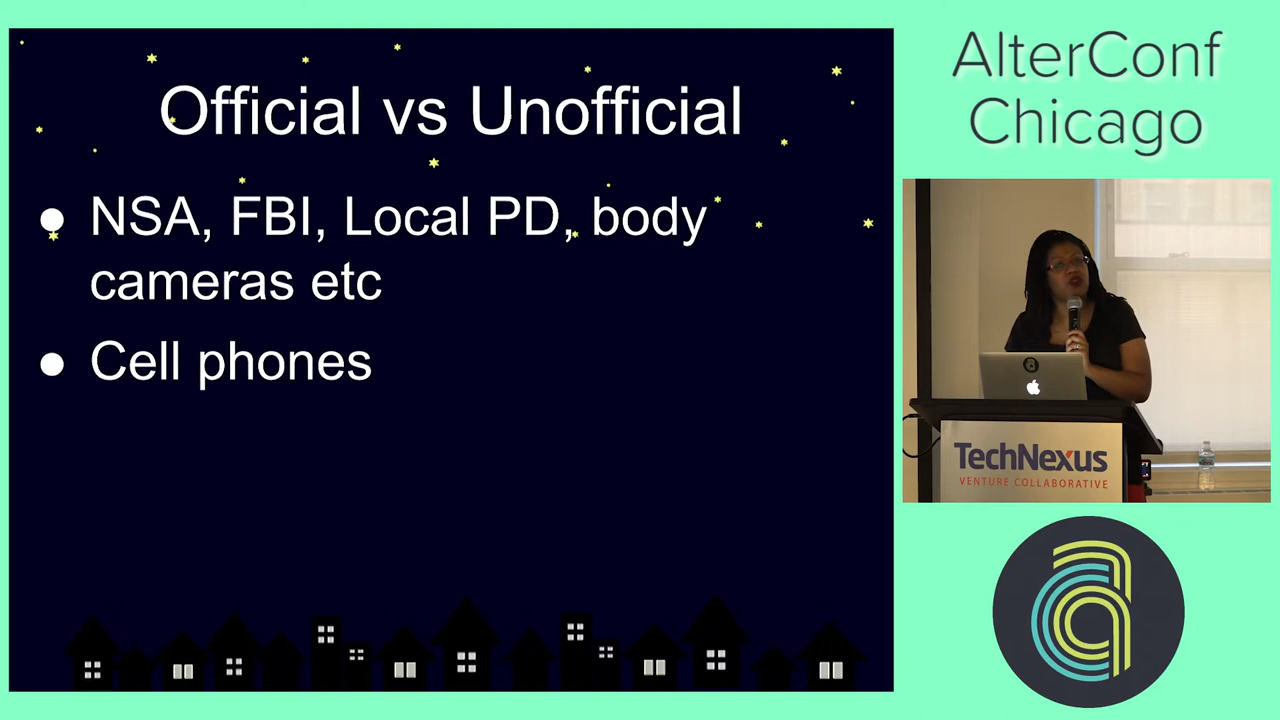 Official vs Unofficial
● NSA, FBI, Local PD, body
cameras etc
● Cell phones
AlterConf
Chicago
TechNexus
VENTURE COLLABORATIVE